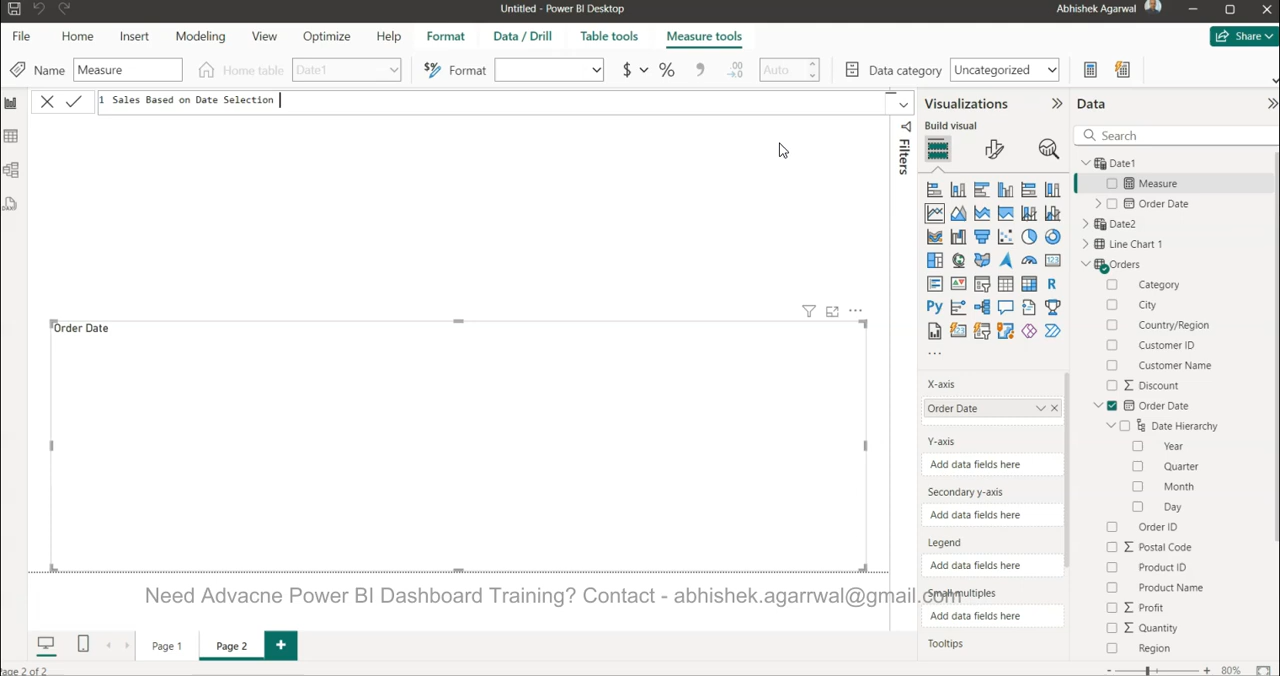 Untitled - Power BI Desktop
Abhishek Agarwal
File
Home
Insert
Modeling
View
Optimize
Help
Format
Data / Drill
Table tools
Measure tools
Share
Name
Measure
Home table
Date1
Format
$
%
Auto
Data category
Uncategorized
1 Sales Based on Date Selection
Visualizations
Data
Build visual
Search
Filters
Date1
Measure
Order Date
Date2
Line Chart 1
Orders
Category
City
Country/Region
Customer ID
Customer Name
Discount
Order Date
Date Hierarchy
Year
Quarter
Month
Day
Order ID
Postal Code
Product ID
Product Name
Profit
Quantity
Region
123
R
Py
Order Date
X-axis
Order Date
Y-axis
Add data fields here
Secondary y-axis
Add data fields here
Legend
Add data fields here
Small multiples
Add data fields here
Tooltips
Need Advacne Power BI Dashboard Training? Contact - abhishek.agarrwal@gmail.com
Page 1
Page 2
Page 2 of 2
80%